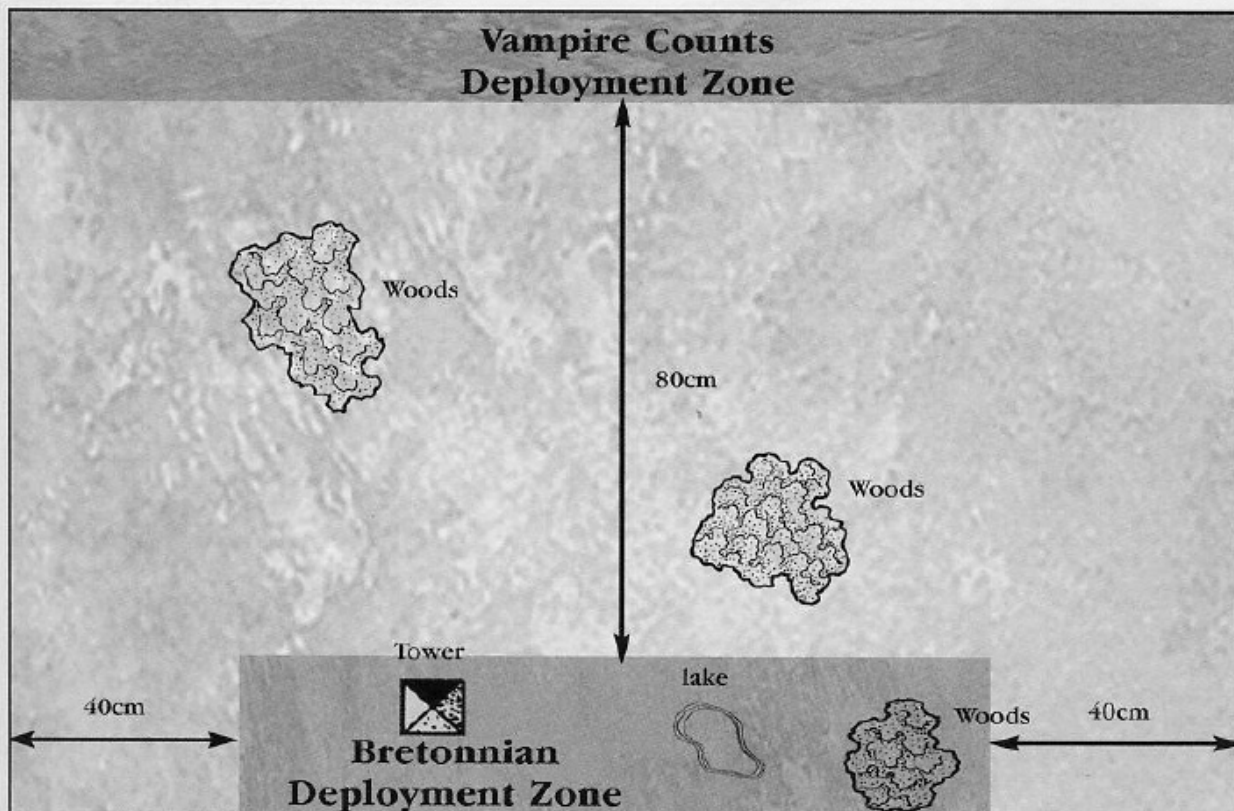 Vampire Counts
Deployment Zone
Woods
80cm
Woods
Tower
lake
40cm
Woods
40cm
Bretonnian
Deployment Zone